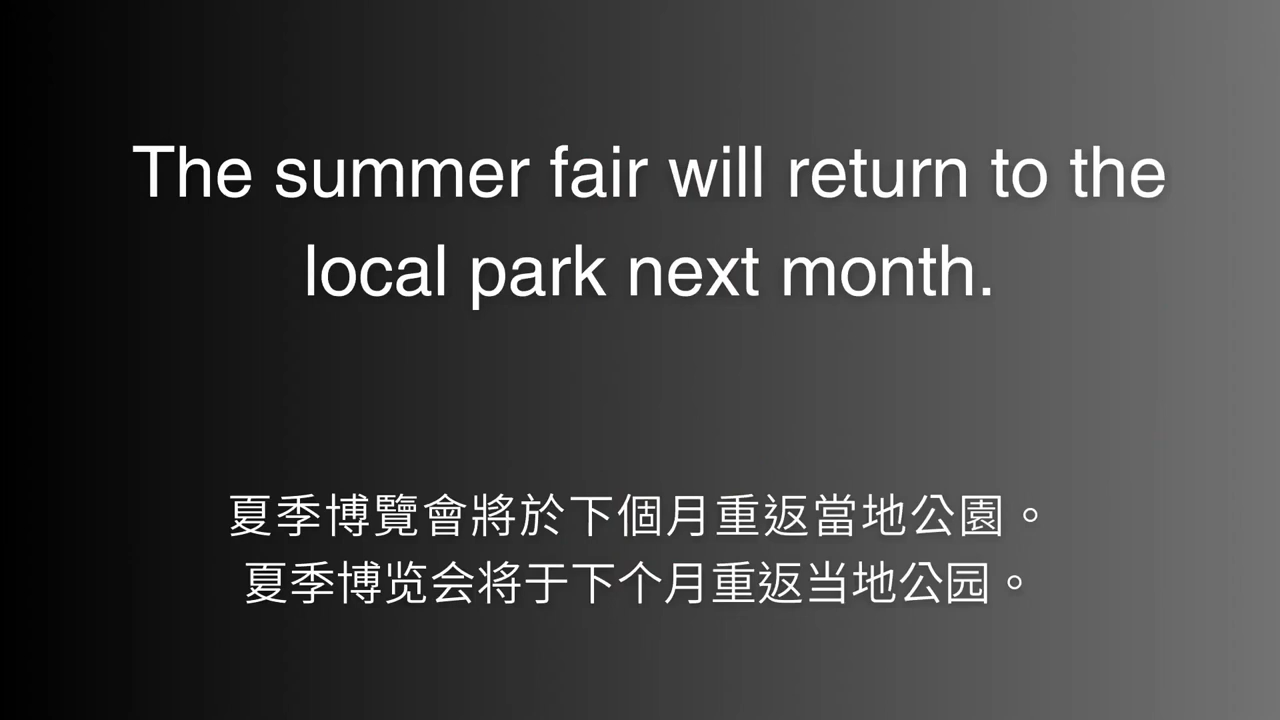 The summer fair will return to the
local park next month.
夏季博覽會將於下個月重返當地公園。
夏季博览会将于下个月重返当地公园。